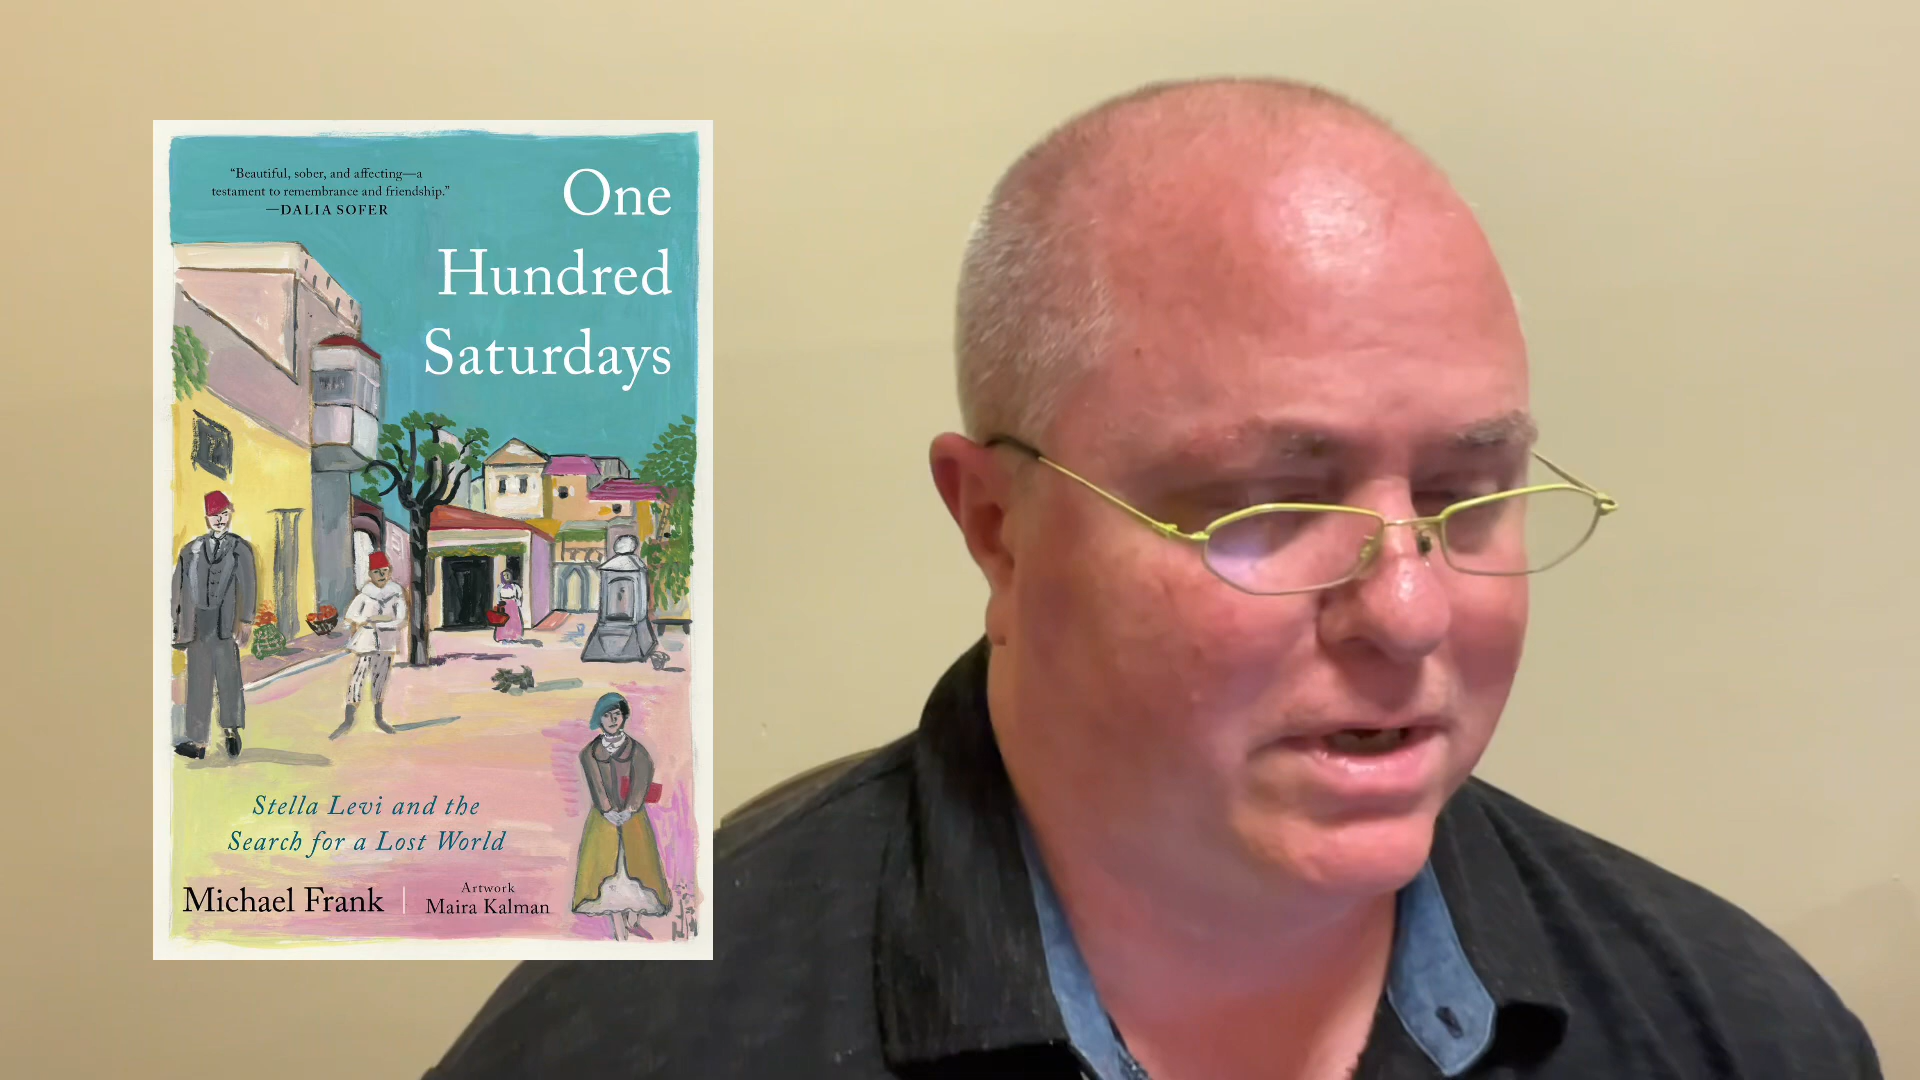 “Beautiful, sober, and affecting—a
testament to remembrance and friendship.”
—DALIA SOFER
One
Hundred
Saturdays
Stella Levi and the
Search for a Lost World
Michael Frank
Artwork
Maira Kalman